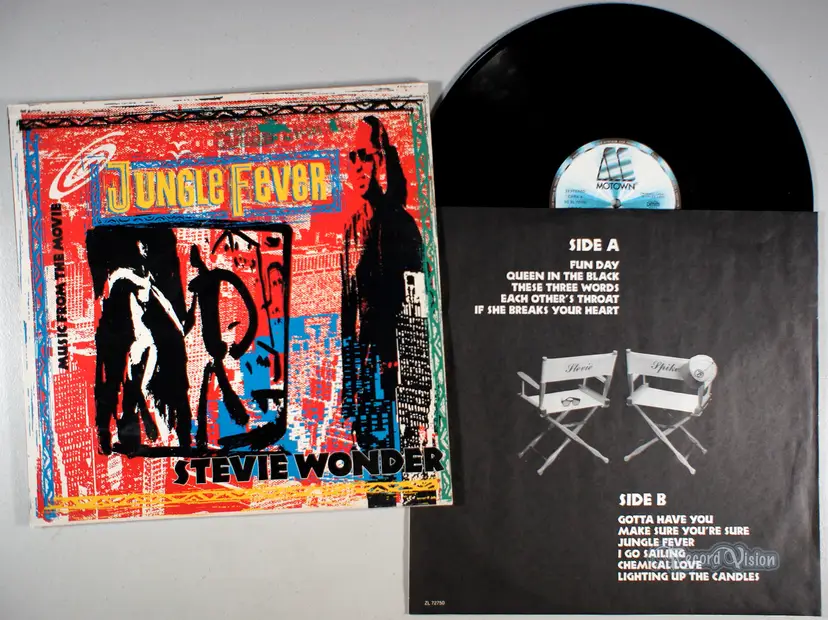 JUNGLE FEVER
MUSIC FROM THE MOVIE
STEVIE WONDER
MOTOWN
SIDE A
FUN DAY
QUEEN IN THE BLACK
THESE THREE WORDS
EACH OTHER'S THROAT
IF SHE BREAKS YOUR HEART
Stevie
Spike
SIDE B
GOTTA HAVE YOU
MAKE SURE YOU'RE SURE
JUNGLE FEVER
I GO SAILING
CHEMICAL LOVE
LIGHTING UP THE CANDLES
Record Vision
ZL 71750